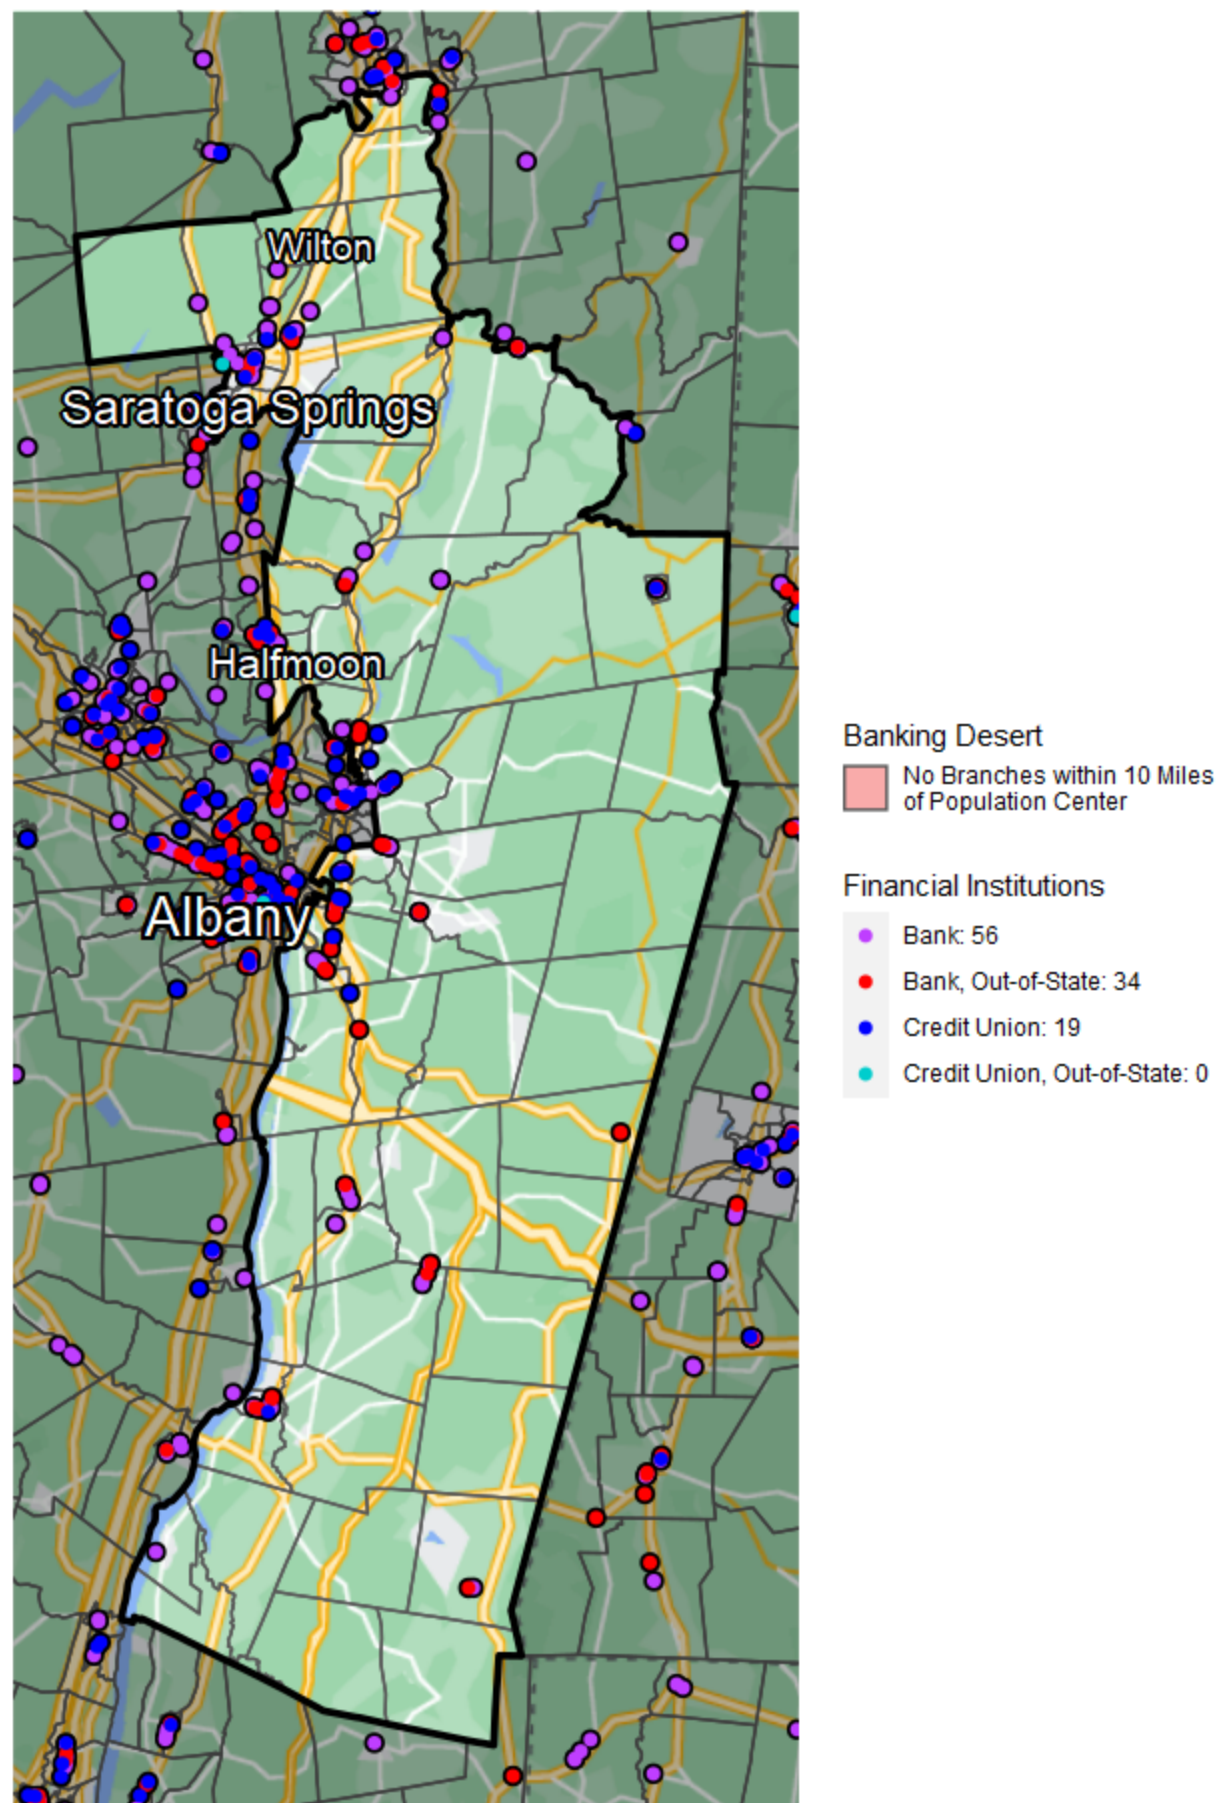 Wilton
Saratoga Springs
Halfmoon
Albany
Banking Desert
No Branches within 10 Miles
of Population Center
Financial Institutions
Bank: 56
Bank, Out-of-State: 34
Credit Union: 19
Credit Union, Out-of-State: 0